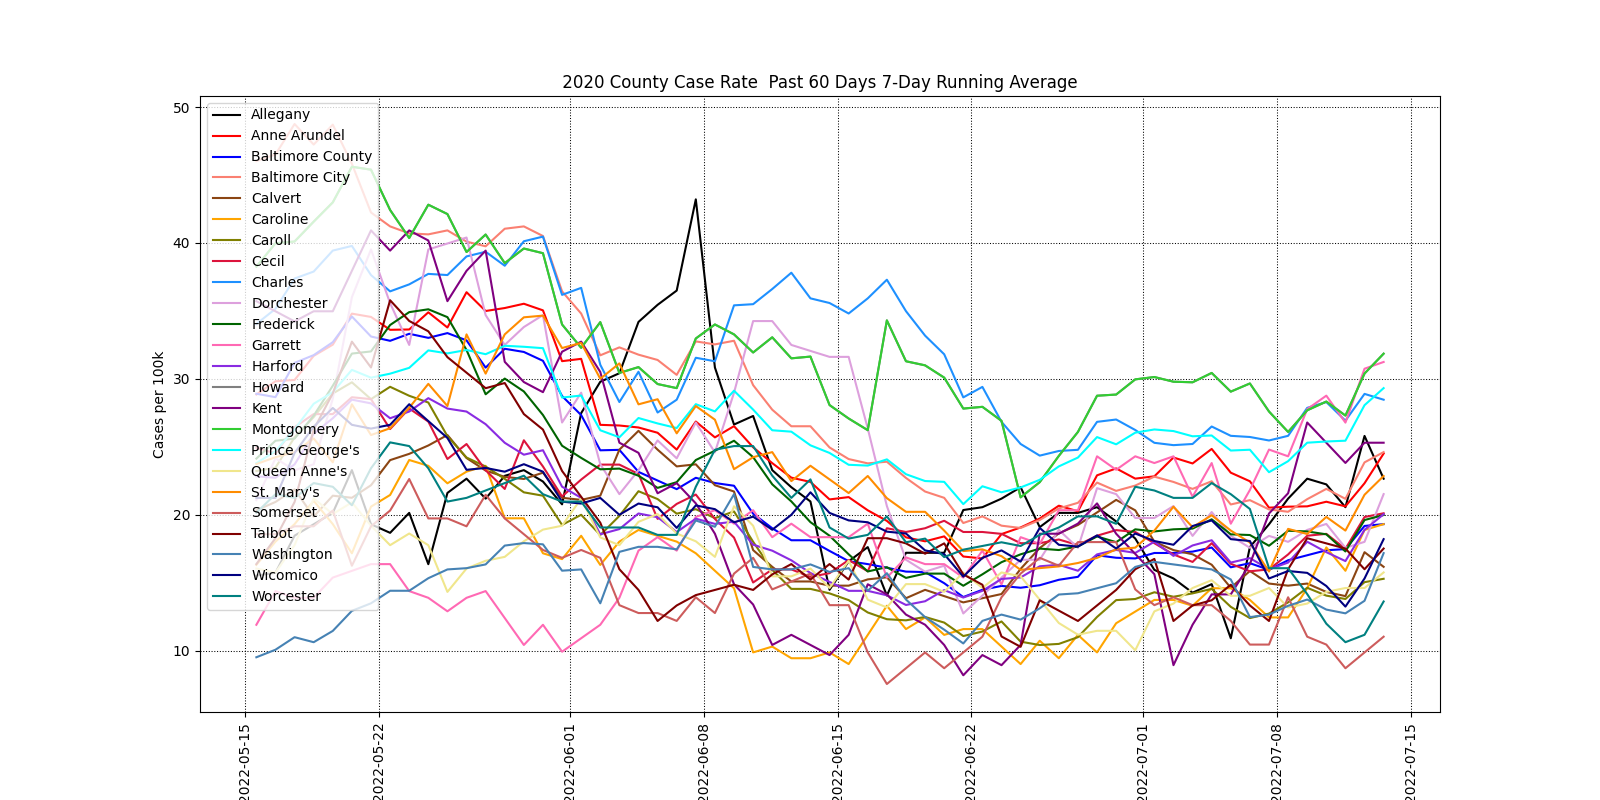 2020 County Case Rate  Past 60 Days 7-Day Running Average
Cases per 100k
50
40
30
20
10
Allegany
Anne Arundel
Baltimore County
Baltimore City
Calvert
Caroline
Caroll
Cecil
Charles
Dorchester
Frederick
Garrett
Harford
Howard
Kent
Montgomery
Prince George's
Queen Anne's
St. Mary's
Somerset
Talbot
Washington
Wicomico
Worcester
2022-05-15
2022-05-22
2022-06-01
2022-06-08
2022-06-15
2022-06-22
2022-07-01
2022-07-08
2022-07-15